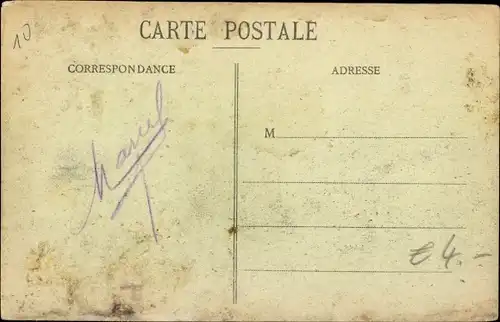 10
CARTE POSTALE
CORRESPONDANCE
ADRESSE
Marcel
M
€ 4.-